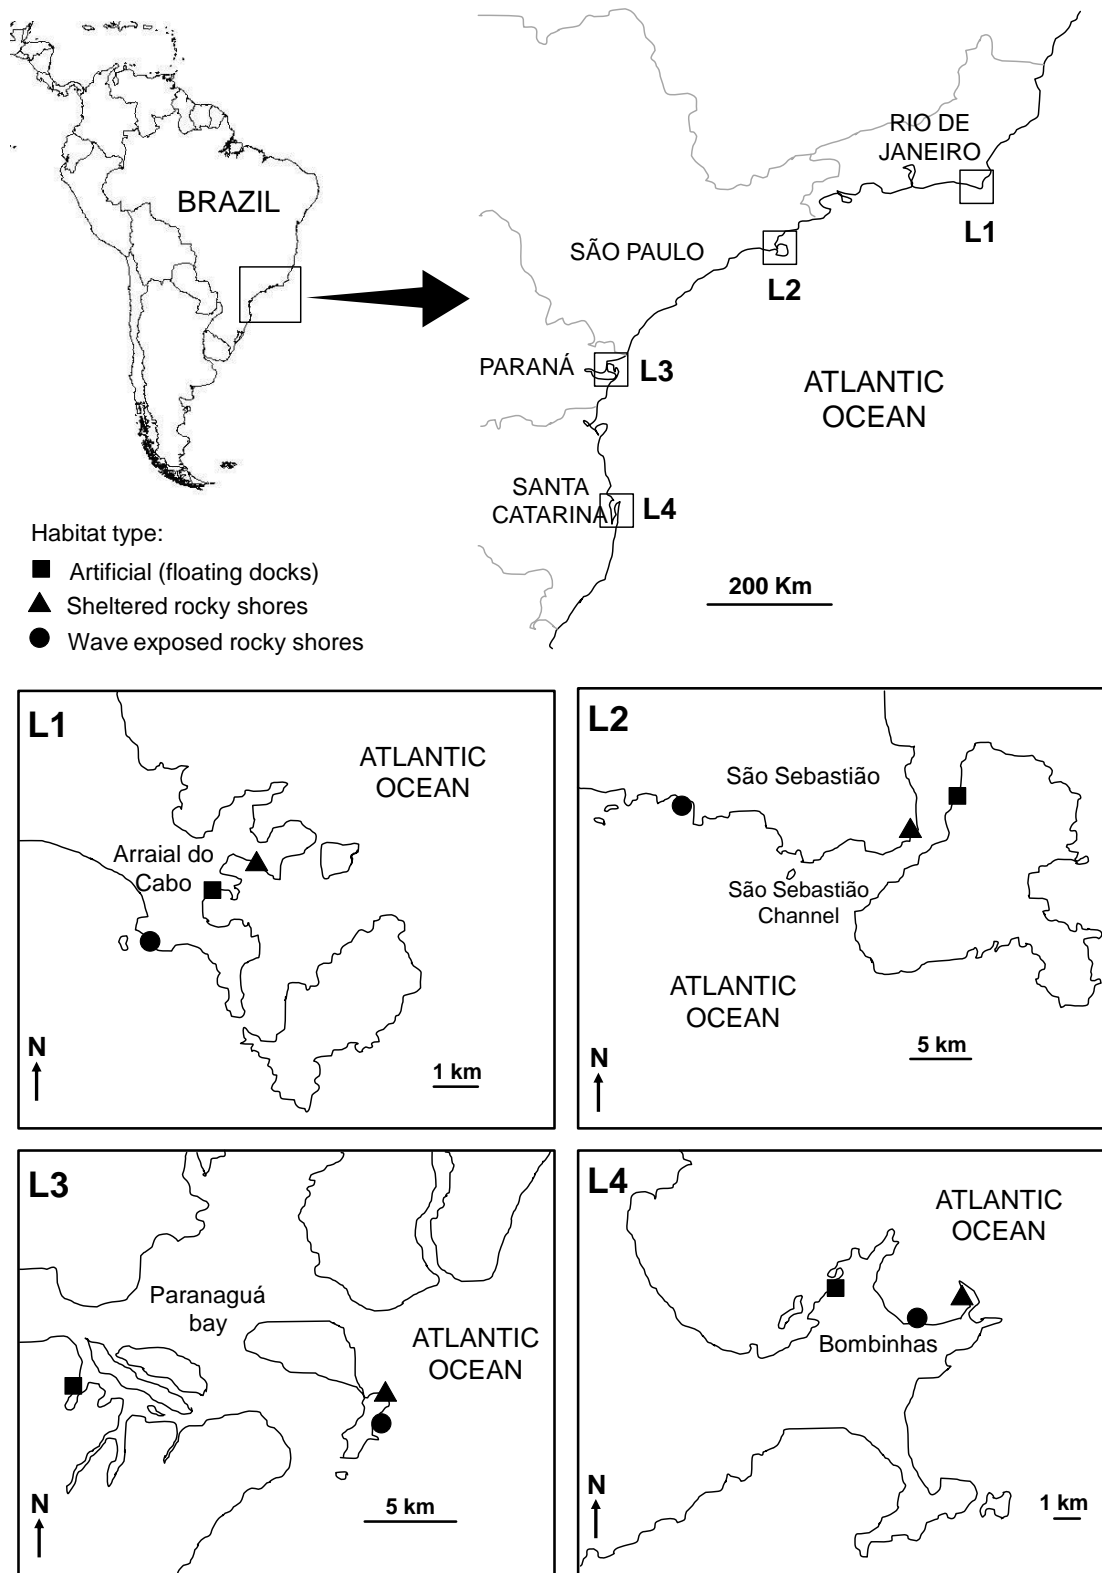 BRAZIL
RIO DE
JANEIRO
L1
SÃO PAULO
L2
PARANÁ
L3
ATLANTIC
OCEAN
SANTA
CATARINA
L4
200 Km
Habitat type:
Artificial (floating docks)
Sheltered rocky shores
Wave exposed rocky shores
L1
ATLANTIC
OCEAN
Arraial do
Cabo
N
1 km
L2
São Sebastião
São Sebastião
Channel
ATLANTIC
OCEAN
N
5 km
L3
Paranaguá
bay
ATLANTIC
OCEAN
N
5 km
L4
ATLANTIC
OCEAN
Bombinhas
N
1 km